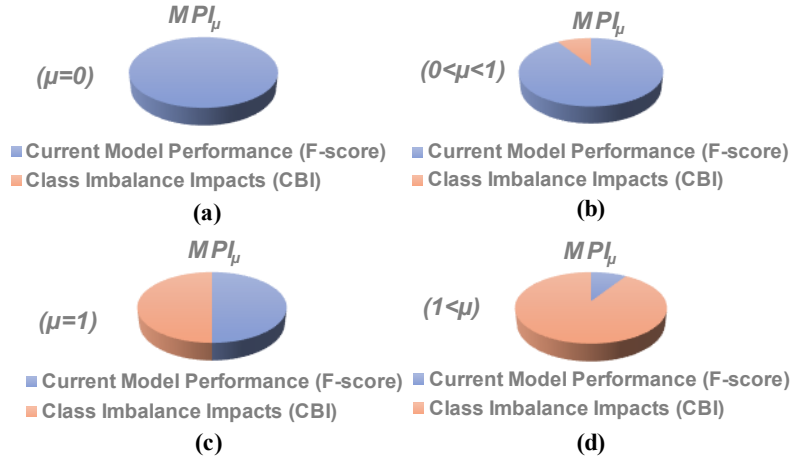 MPIμ
(μ=0)
Current Model Performance (F-score)
Class Imbalance Impacts (CBI)
(a)
MPIμ
(0<μ<1)
Current Model Performance (F-score)
Class Imbalance Impacts (CBI)
(b)
MPIμ
(μ=1)
Current Model Performance (F-score)
Class Imbalance Impacts (CBI)
(c)
MPIμ
(1<μ)
Current Model Performance (F-score)
Class Imbalance Impacts (CBI)
(d)